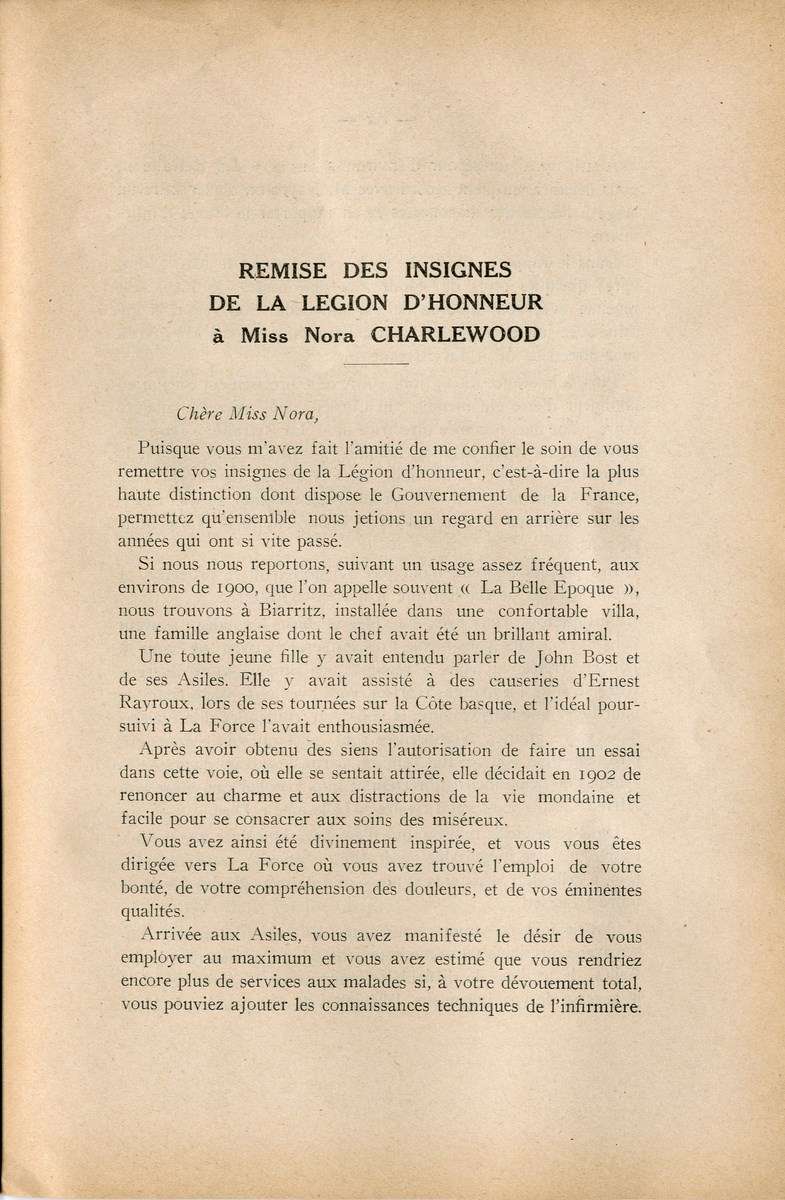 REMISE DES INSIGNES
DE LA LEGION D'HONNEUR
à Miss Nora CHARLEWOOD
Chère Miss Nora,
Puisque vous m'avez fait l'amitié de me confier le soin de vous
remettre vos insignes de la Légion d'honneur, c'est-à-dire la plus
haute distinction dont dispose le Gouvernement de la France,
permettez qu'ensemble nous jetions un regard en arrière sur les
années qui ont si vite passé.
Si nous nous reportons, suivant un usage assez fréquent, aux
environs de 1900, que l'on appelle souvent « La Belle Epoque »,
nous trouvons à Biarritz, installée dans une confortable villa,
une famille anglaise dont le chef avait été un brillant amiral.
Une toute jeune fille y avait entendu parler de John Bost et
de ses Asiles. Elle y avait assisté à des causeries d'Ernest
Rayroux, lors de ses tournées sur la Côte basque, et l'idéal pour-
suivi à La Force l'avait enthousiasmée.
Après avoir obtenu des siens l'autorisation de faire un essai
dans cette voie, où elle se sentait attirée, elle décidait en 1902 de
renoncer au charme et aux distractions de la vie mondaine et
facile pour se consacrer aux soins des miséreux.
Vous avez ainsi été divinement inspirée, et vous vous êtes
dirigée vers La Force où vous avez trouvé l'emploi de votre
bonté, de votre compréhension des douleurs, et de vos éminentes
qualités.
Arrivée aux Asiles, vous avez manifesté le désir de vous
employer au maximum et vous avez estimé que vous rendriez
encore plus de services aux malades si, à votre dévouement total,
vous pouviez ajouter les connaissances techniques de l'infirmière.